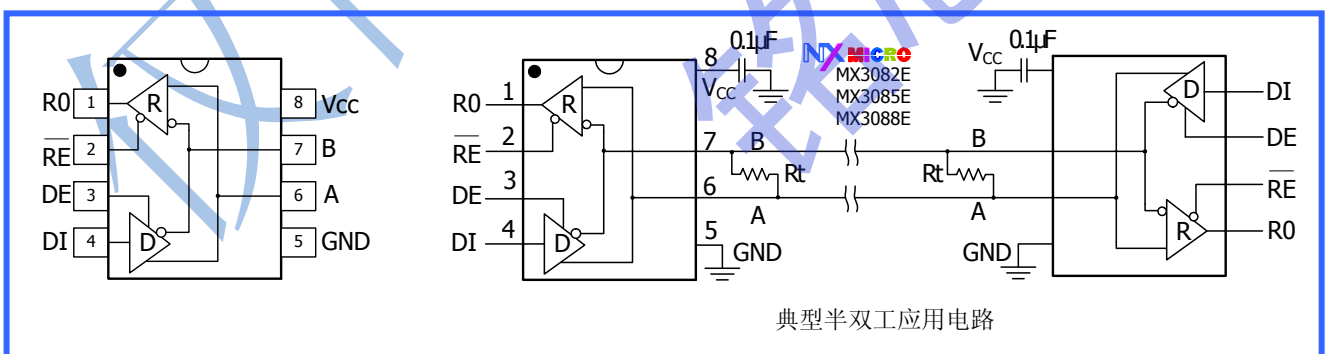 R0 1
R
8 Vcc
RE 2
7 B
DE 3
6 A
DI 4
D
5 GND
R0 1
R
8
VCC
0.1μF
RE 2
7 B
DE 3
Rt
6
A
DI 4
D
5
GND
NX MICRO
MX3082E
MX3085E
MX3088E
VCC
0.1μF
D
DI
DE
B
Rt
A
RE
R
R0
GND
典型半双工应用电路